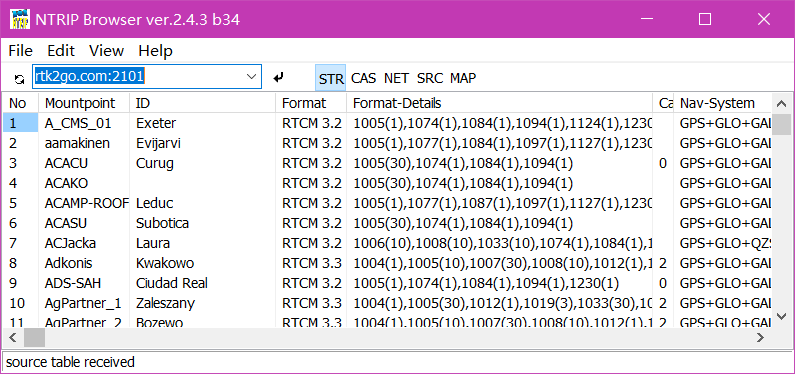 NTRIP Browser ver.2.4.3 b34
File Edit View
rtk2go.com:2101 STR CAS NET SRC MAP
No Mountpoint ID Format Format-Details Ca Nav-System
1 A_CMS_01 Exeter RTCM 3.2 1005(1),1074(1),1084(1),1094(1),1124(1),1230 GPS+GLO+GAL
2 aamakinen Evijarvi RTCM 3.2 1005(1),1077(1),1087(1),1097(1),1127(1),1230 GPS+GLO+GAL
3 ACACU Curug RTCM 3.2 1005(30),1074(1),1084(1),1094(1) 0 GPS+GLO+GAL
4 ACAKO RTCM 3.2 1005(30),1074(1),1084(1),1094(1) GPS+GLO+GAL
5 ACAMP-ROOF Leduc RTCM 3.2 1005(1),1077(1),1087(1),1097(1),1127(1),1230 GPS+GLO+GAL
6 ACASU Subotica RTCM 3.2 1005(30),1074(1),1084(1),1094(1) GPS+GLO+GAL
7 ACJacka Laura RTCM 3.2 1006(10),1008(10),1033(10),1074(1),1084(1),1 GPS+GLO+QZS
8 Adkonis Kwakowo RTCM 3.3 1004(1),1005(10),1007(30),1008(10),1012(1),1 2 GPS+GLO+GAL
9 ADS-SAH Ciudad Real RTCM 3.2 1005(1),1074(1),1084(1),1094(1),1230(1) 0 GPS+GLO+GAL
10 AgPartner_1 Zaleszany RTCM 3.3 1004(1),1005(30),1012(1),1019(3),1033(30),10 2 GPS+GLO+GAL
11 AgPartner_2 Bozewo RTCM 3.3 1004(1),1005(10),1007(30),1008(10),1012(1),1 2 GPS+GLO+GAL
source table received